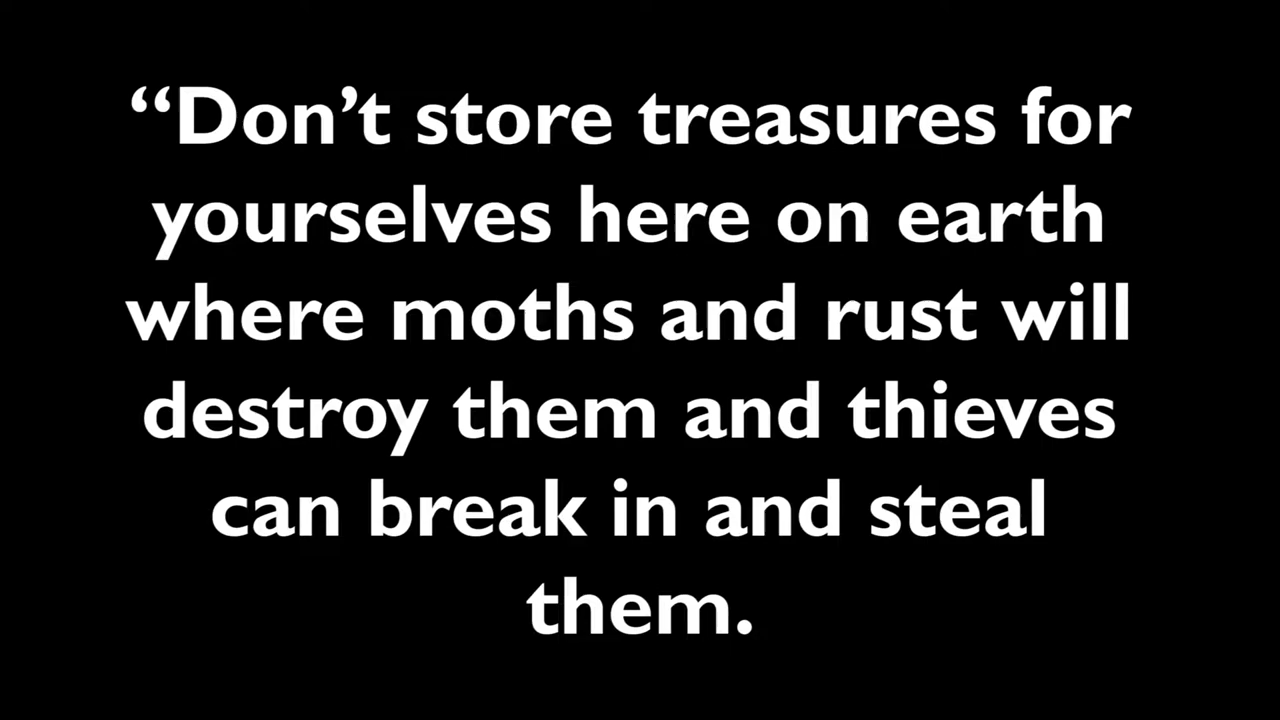 “Don’t store treasures for
yourselves here on earth
where moths and rust will
destroy them and thieves
can break in and steal
them.